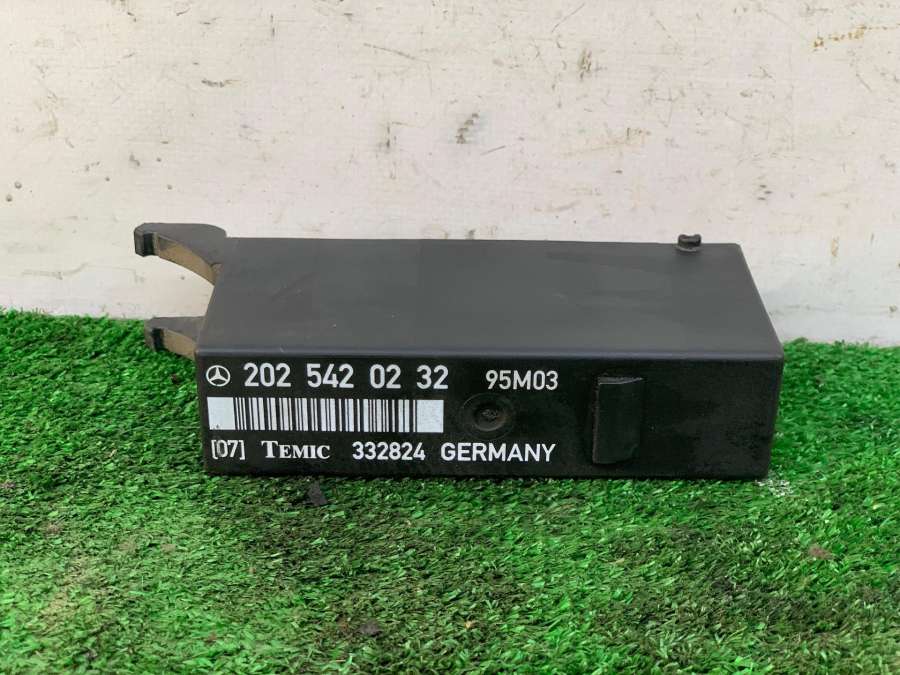 202 542 02 32 95M03
[07] TEMIC 332824 GERMANY